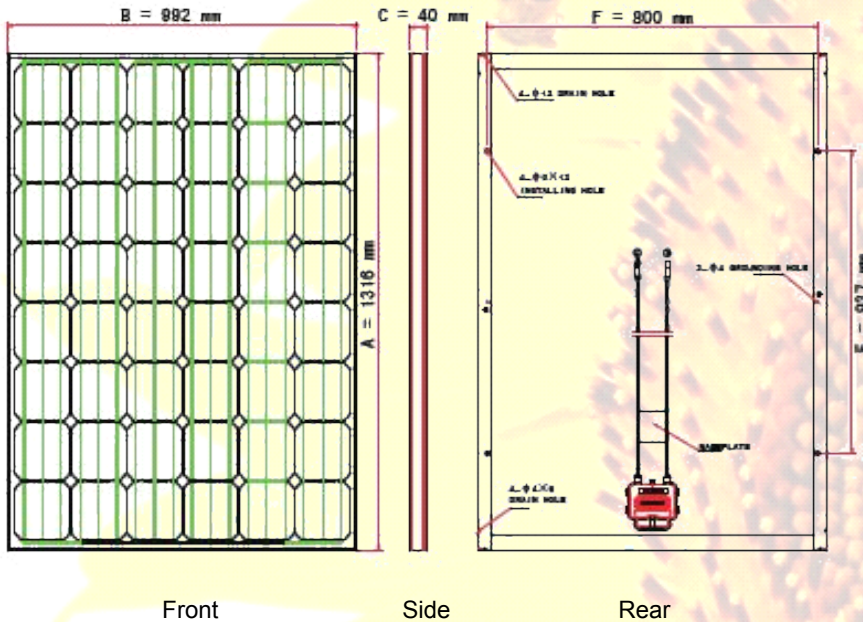 B = 992 mm
C = 40 mm
F = 800 mm
A = 1316 mm
DRAIN HOLE
INSTALLING HOLE
GROUNDING HOLE
NAMEPLATE
DRAIN HOLE
Front
Side
Rear